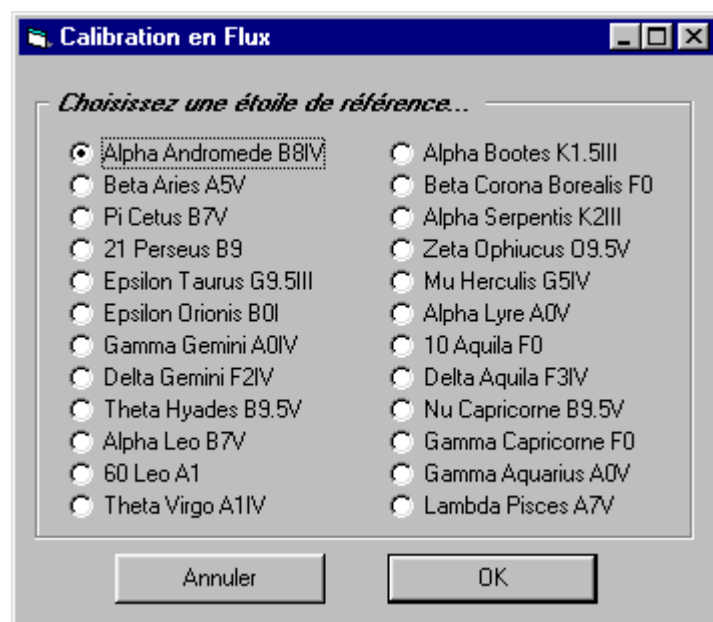 Calibration en Flux
Choisissez une étoile de référence...
Alpha Andromede B8IV
Beta Aries A5V
Pi Cetus B7V
21 Perseus B9
Epsilon Taurus G9.5III
Epsilon Orionis B0I
Gamma Gemini A0IV
Delta Gemini F2IV
Theta Hyades B9.5V
Alpha Leo B7V
60 Leo A1
Theta Virgo A1IV
Alpha Bootes K1.5III
Beta Corona Borealis F0
Alpha Serpentis K2III
Zeta Ophiucus O9.5V
Mu Herculis G5IV
Alpha Lyre A0V
10 Aquila F0
Delta Aquila F3IV
Nu Capricorne B9.5V
Gamma Capricorne F0
Gamma Aquarius A0V
Lambda Pisces A7V
Annuler
OK